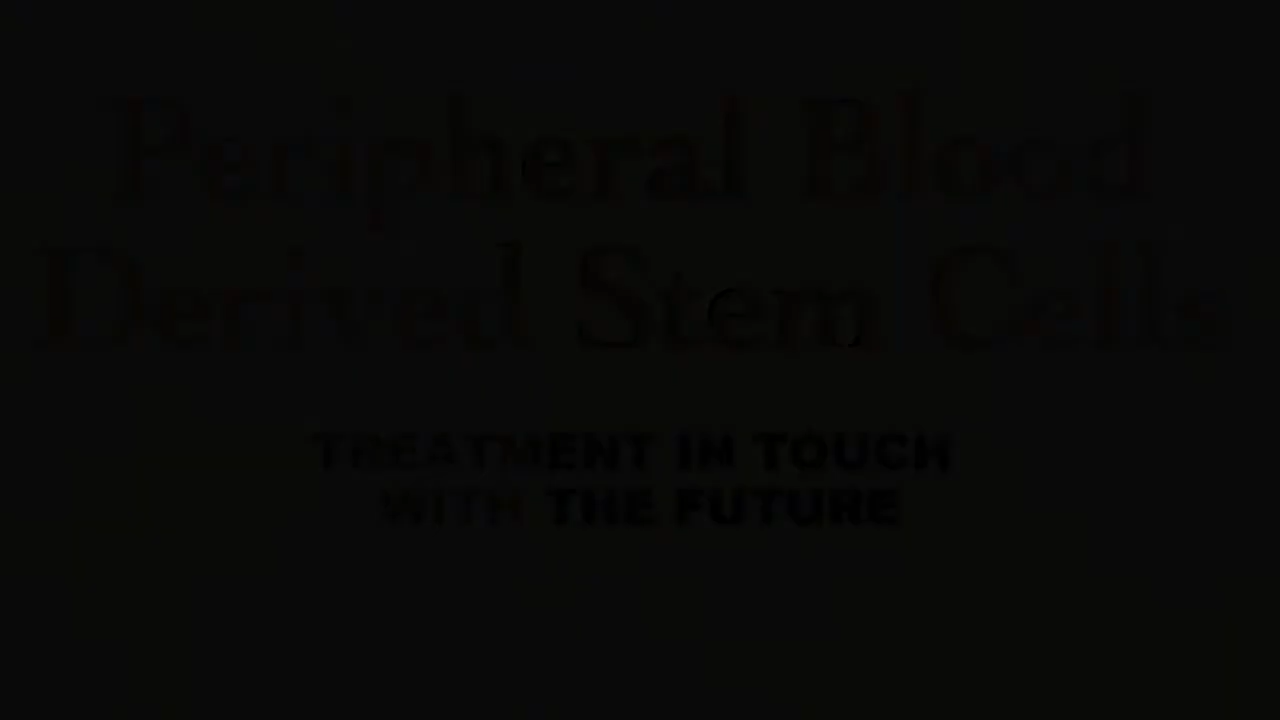 Peripheral Blood
Derived Stem Cells
TREATMENT IN TOUCH
WITH THE FUTURE